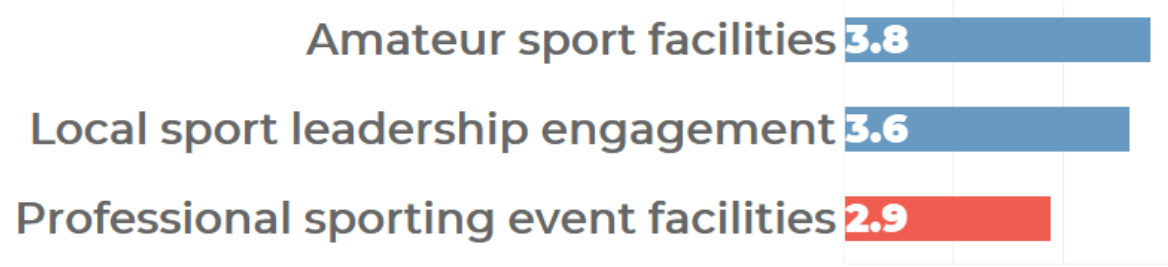 Amateur sport facilities 3.8
Local sport leadership engagement 3.6
Professional sporting event facilities 2.9